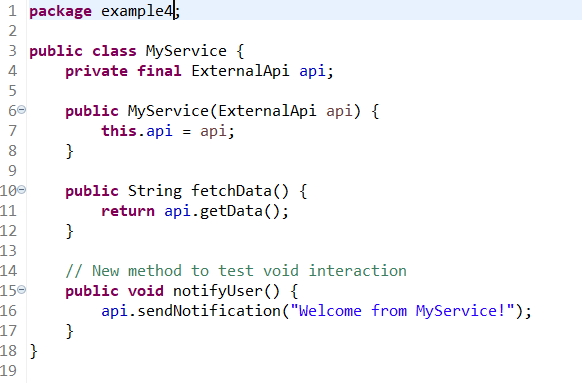 1 package example4;
2
3 public class MyService {
4     private final ExternalApi api;
5
6     public MyService(ExternalApi api) {
7         this.api = api;
8     }
9
10     public String fetchData() {
11         return api.getData();
12     }
13
14     // New method to test void interaction
15     public void notifyUser() {
16         api.sendNotification("Welcome from MyService!");
17     }
18 }
19